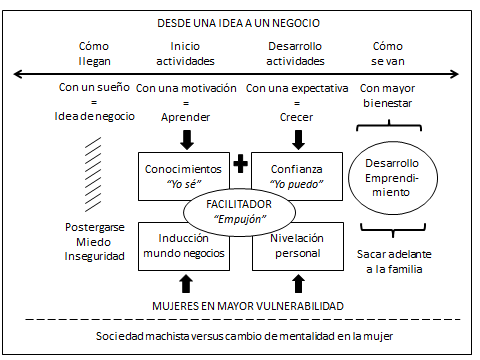 DESDE UNA IDEA A UN NEGOCIO
Cómo
llegan
Inicio
actividades
Desarrollo
actividades
Cómo
se van
Con un sueño
=
Idea de negocio
Con una motivación
=
Aprender
Con una expectativa
=
Crecer
Con mayor
bienestar
Conocimientos
"Yo sé"
Confianza
"Yo puedo"
Desarrollo
Emprendi-
miento
FACILITADOR
"Empujón"
Postergarse
Miedo
Inseguridad
Inducción
mundo negocios
Nivelación
personal
Sacar adelante
a la familia
MUJERES EN MAYOR VULNERABILIDAD
Sociedad machista versus cambio de mentalidad en la mujer